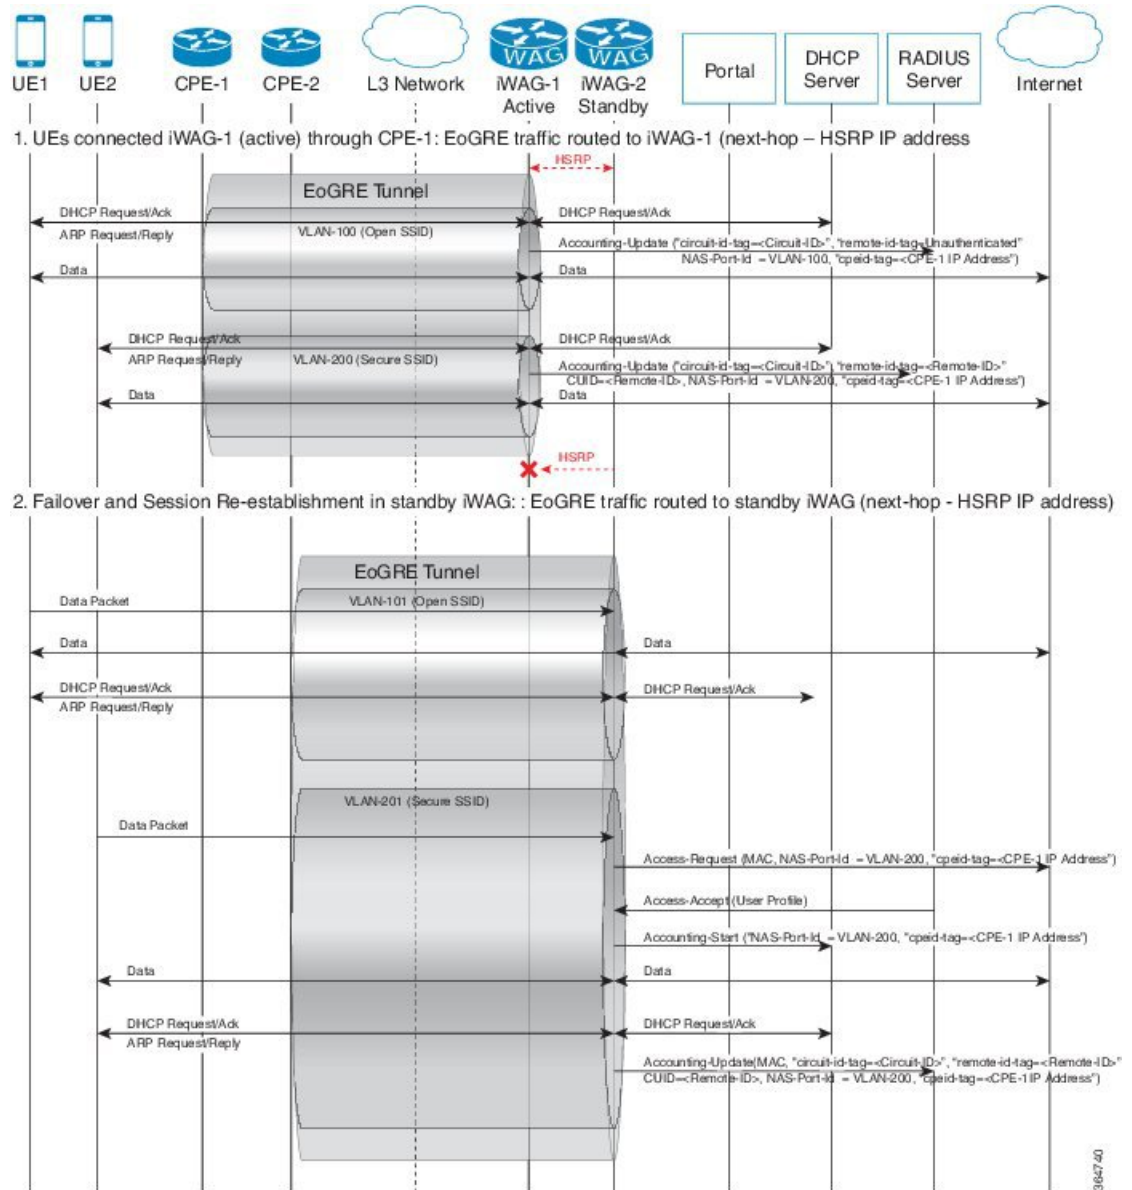 UE1 UE2 CPE-1 CPE-2 L3 Network iWAG-1 Active iWAG-2 Standby Portal DHCP Server RADIUS Server Internet
WAG WAG
1. UEs connected iWAG-1 (active) through CPE-1: EoGRE traffic routed to iWAG-1 (next-hop – HSRP IP address
HSRP
EoGRE Tunnel
DHCP Request/Ack
DHCP Request/Ack
ARP Request/Reply
VLAN-100 (Open SSID)
Accounting-Update ("circuit-id-tag=<Circuit-ID>", "remote-id-tag=Unauthenticated"
NAS-Port-Id = VLAN-100, "cpeid-tag=<CPE-1 IP Address")
Data
Data
DHCP Request/Ack
DHCP Request/Ack
ARP Request/Reply
VLAN-200 (Secure SSID)
Accounting-Update ("circuit-id-tag=<Circuit-ID>") "remote-id-tag=<Remote-ID>"
CUID=<Remote-ID>, NAS-Port-Id = VLAN-200, "cpeid-tag=<CPE-1 IP Address")
Data
Data
HSRP
2. Failover and Session Re-establishment in standby iWAG: : EoGRE traffic routed to standby iWAG (next-hop - HSRP IP address)
EoGRE Tunnel
Data Packet
VLAN-101 (Open SSID)
Data
Data
DHCP Request/Ack
DHCP Request/Ack
ARP Request/Reply
VLAN-201 (Secure SSID)
Data Packet
Access-Request (MAC, NAS-Port-Id = VLAN-200, "cpeid-tag=<CPE-1 IP Address")
Access-Accept (User Profile)
Accounting-Start ("NAS-Port-Id = VLAN-200, "cpeid-tag=<CPE-1 IP Address")
Data
Data
DHCP Request/Ack
DHCP Request/Ack
ARP Request/Reply
Accounting-Update(MAC, "circuit-id-tag=<Circuit-ID>", "remote-id-tag=<Remote-ID>"
CUID=<Remote-ID>, NAS-Port-Id = VLAN-200, "cpeid-tag=<CPE-1IP Address")
364740